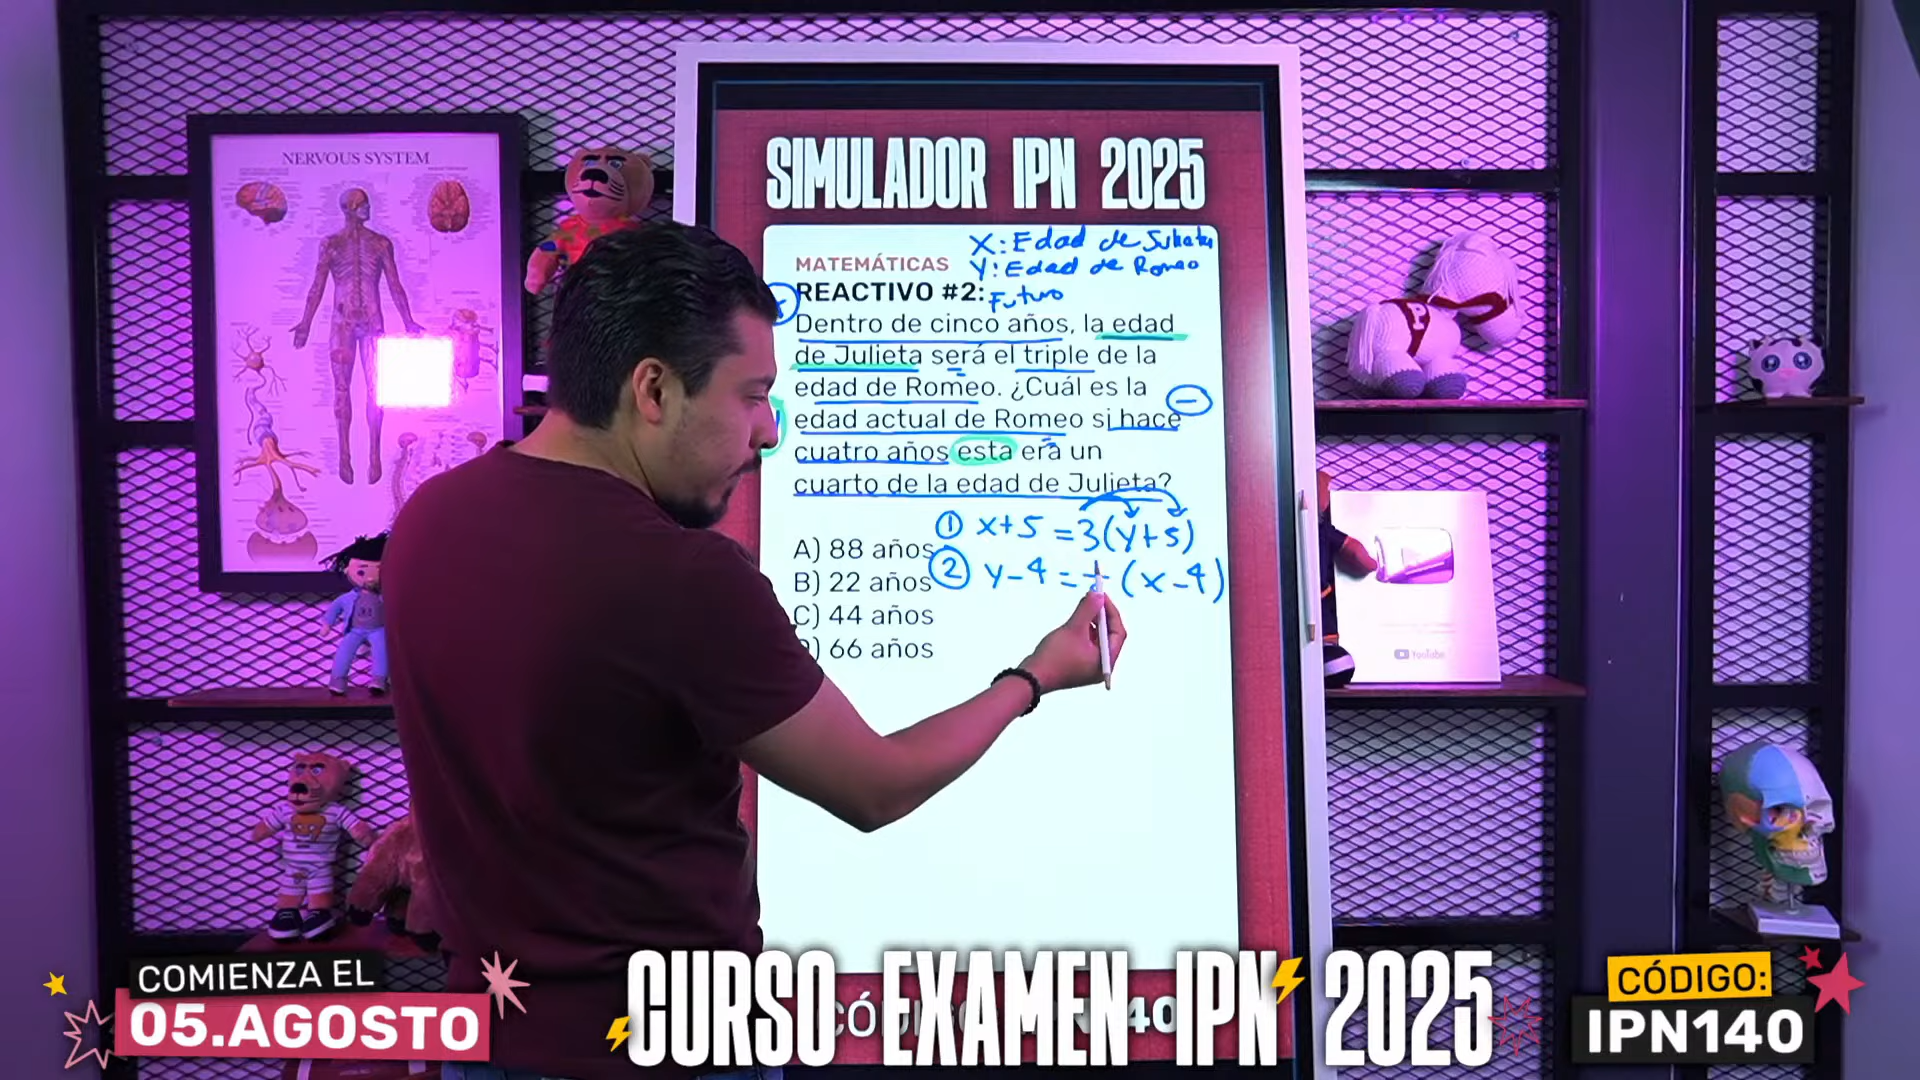 NERVOUS SYSTEM
SIMULADOR IPN 2025
X: Edad de Julieta
MATEMÁTICAS
Y: Edad de Romeo
REACTIVO #2:
Futuro
Dentro de cinco años, la edad
de Julieta será el triple de la
edad de Romeo. ¿Cuál es la
edad actual de Romeo si hace
cuatro años esta era un
cuarto de la edad de Julieta?
① x+5 = 3(y+5)
A) 88 años
② y-4 = (x-4)
B) 22 años
C) 44 años
) 66 años
YouTube
COMIENZA EL
05.AGOSTO
CURSO EXAMEN IPN 2025
CÓDIGO:
IPN140